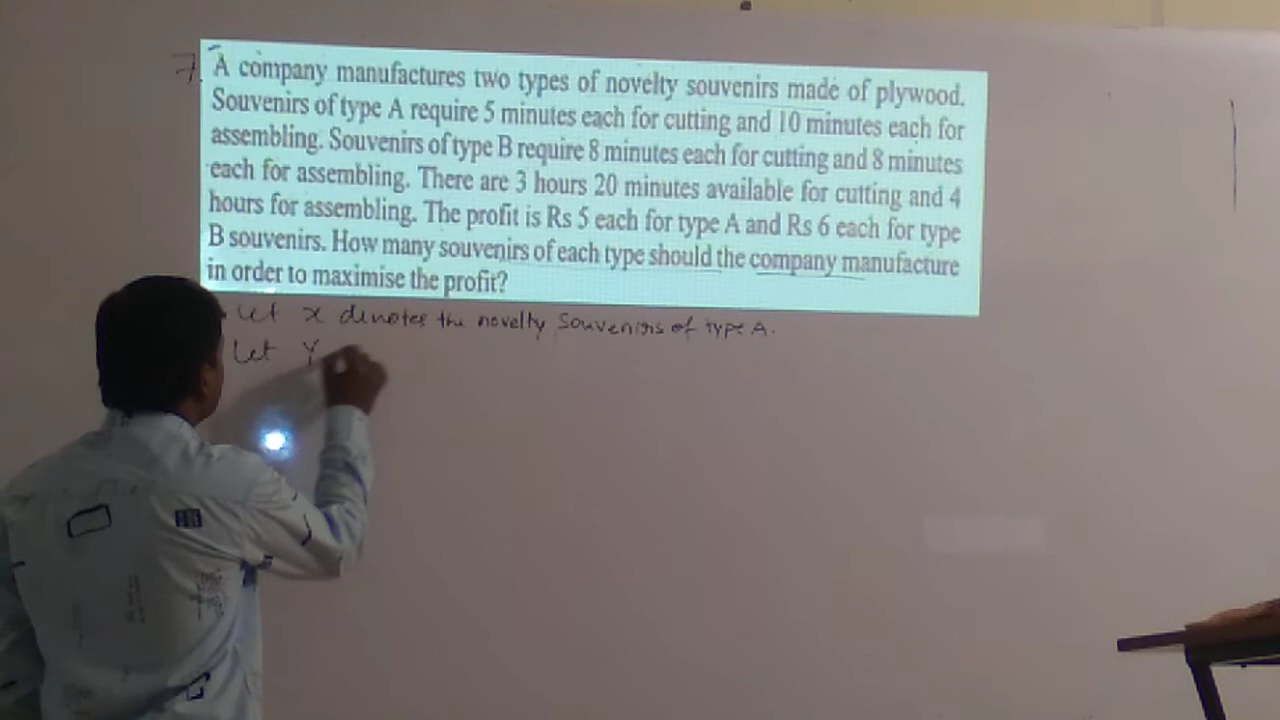 7. A company manufactures two types of novelty souvenirs made of plywood.
Souvenirs of type A require 5 minutes each for cutting and 10 minutes each for
assembling. Souvenirs of type B require 8 minutes each for cutting and 8 minutes
each for assembling. There are 3 hours 20 minutes available for cutting and 4
hours for assembling. The profit is Rs 5 each for type A and Rs 6 each for type
B souvenirs. How many souvenirs of each type should the company manufacture
in order to maximise the profit?
Let x denotes the novelty Souvenirs of type A.
Let Y